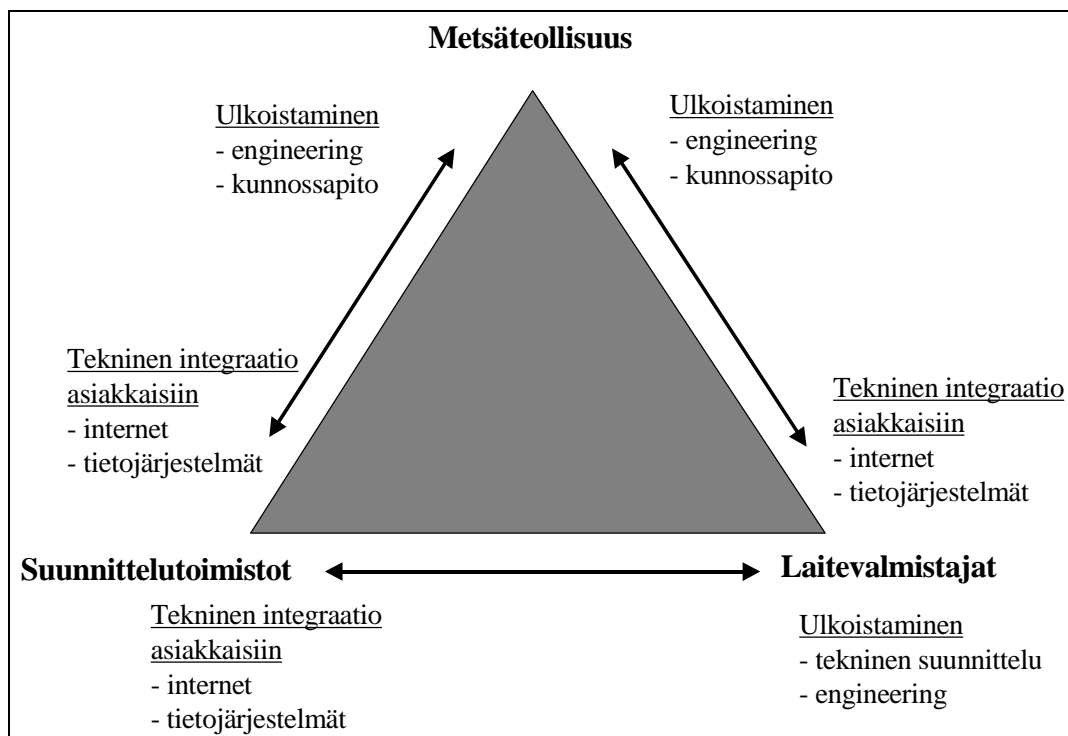 Metsäteollisuus
Ulkoistaminen
- engineering
- kunnossapito
Ulkoistaminen
- engineering
- kunnossapito
Tekninen integraatio
asiakkaisiin
- internet
- tietojärjestelmät
Tekninen integraatio
asiakkaisiin
- internet
- tietojärjestelmät
Suunnittelutoimistot
Laitevalmistajat
Tekninen integraatio
asiakkaisiin
- internet
- tietojärjestelmät
Ulkoistaminen
- tekninen suunnittelu
- engineering